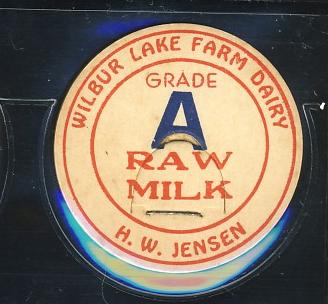 WILBUR LAKE FARM DAIRY
GRADE
A
RAW
MILK
H. W. JENSEN